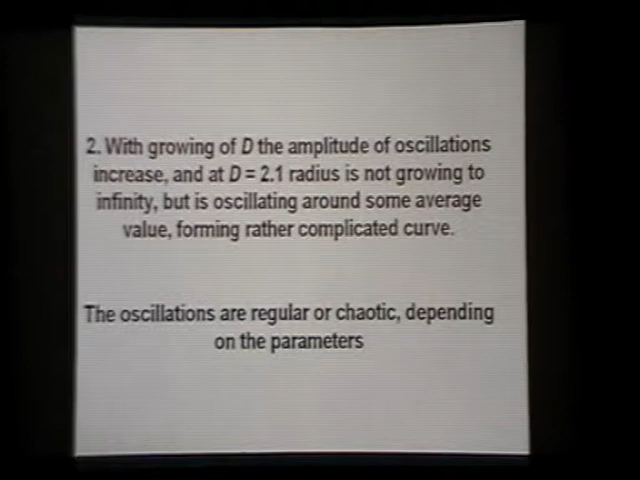 2. With growing of D the amplitude of oscillations
increase, and at D = 2.1 radius is not growing to
infinity, but is oscillating around some average
value, forming rather complicated curve.
The oscillations are regular or chaotic, depending
on the parameters